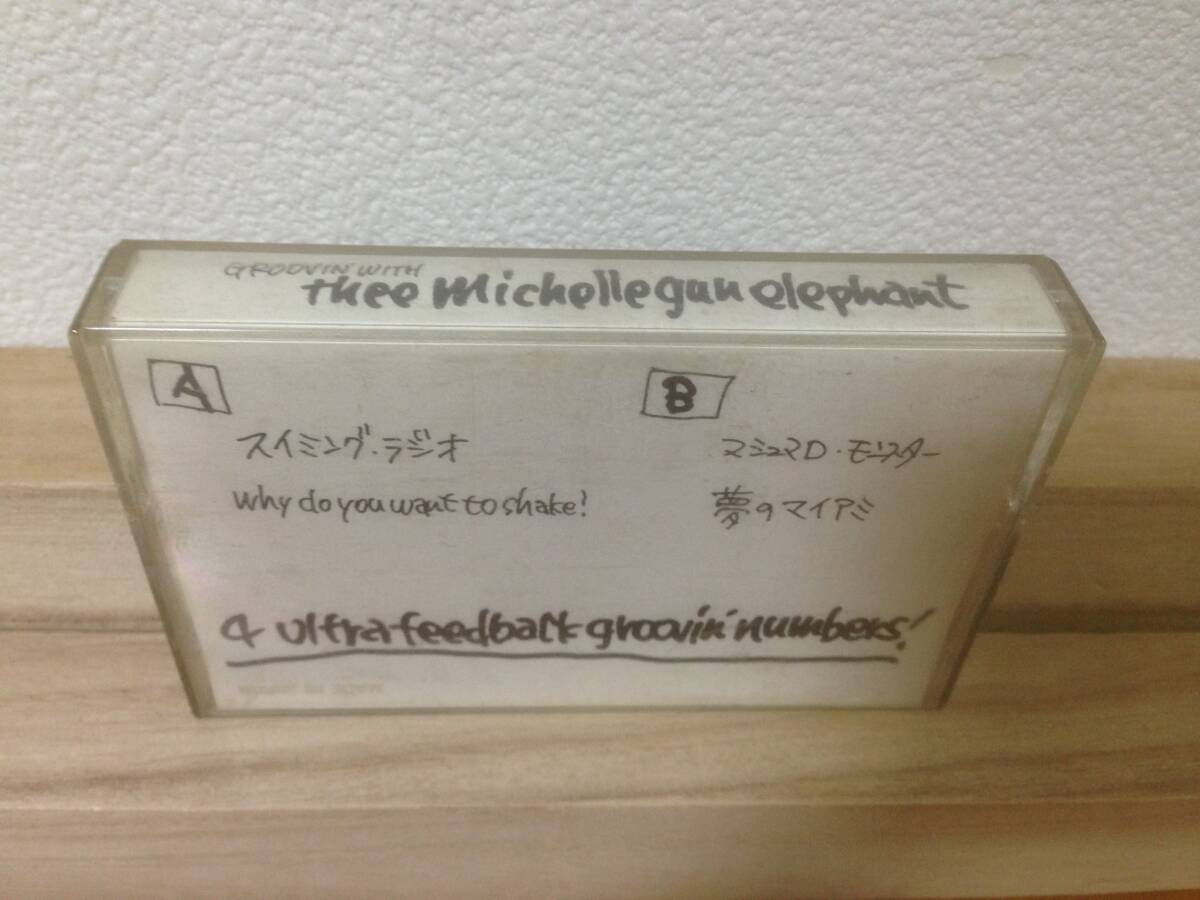 GROOVIN' WITH
thee michelle gun elephant
A
スイミング・ラジオ
Why do you want to shake!
B
マシュマロ・モンスター
夢のマイアミ
4 ultra feedback groovin' numbers!